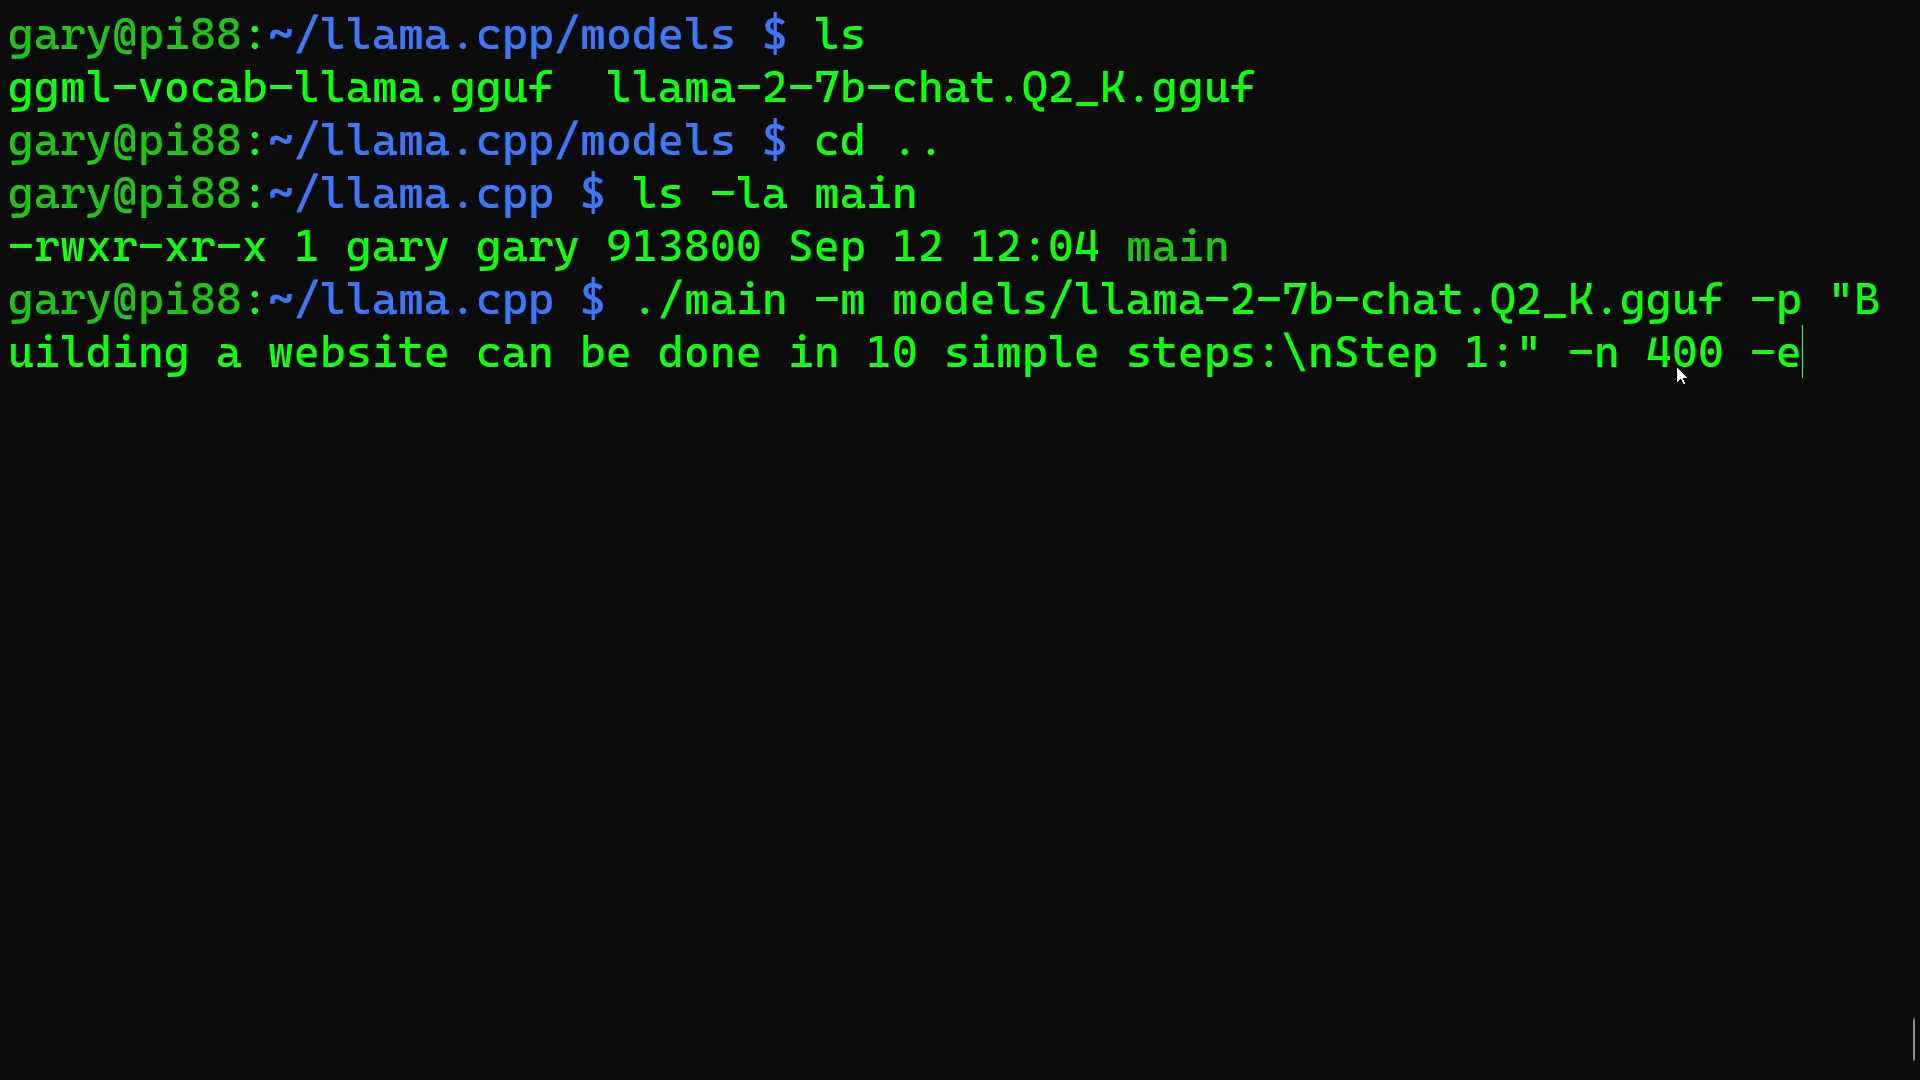 gary@pi88:~/llama.cpp/models $ ls
ggml-vocab-llama.gguf  llama-2-7b-chat.Q2_K.gguf
gary@pi88:~/llama.cpp/models $ cd ..
gary@pi88:~/llama.cpp $ ls -la main
-rwxr-xr-x 1 gary gary 913800 Sep 12 12:04 main
gary@pi88:~/llama.cpp $ ./main -m models/llama-2-7b-chat.Q2_K.gguf -p "B
uilding a website can be done in 10 simple steps:\nStep 1:" -n 400 -e